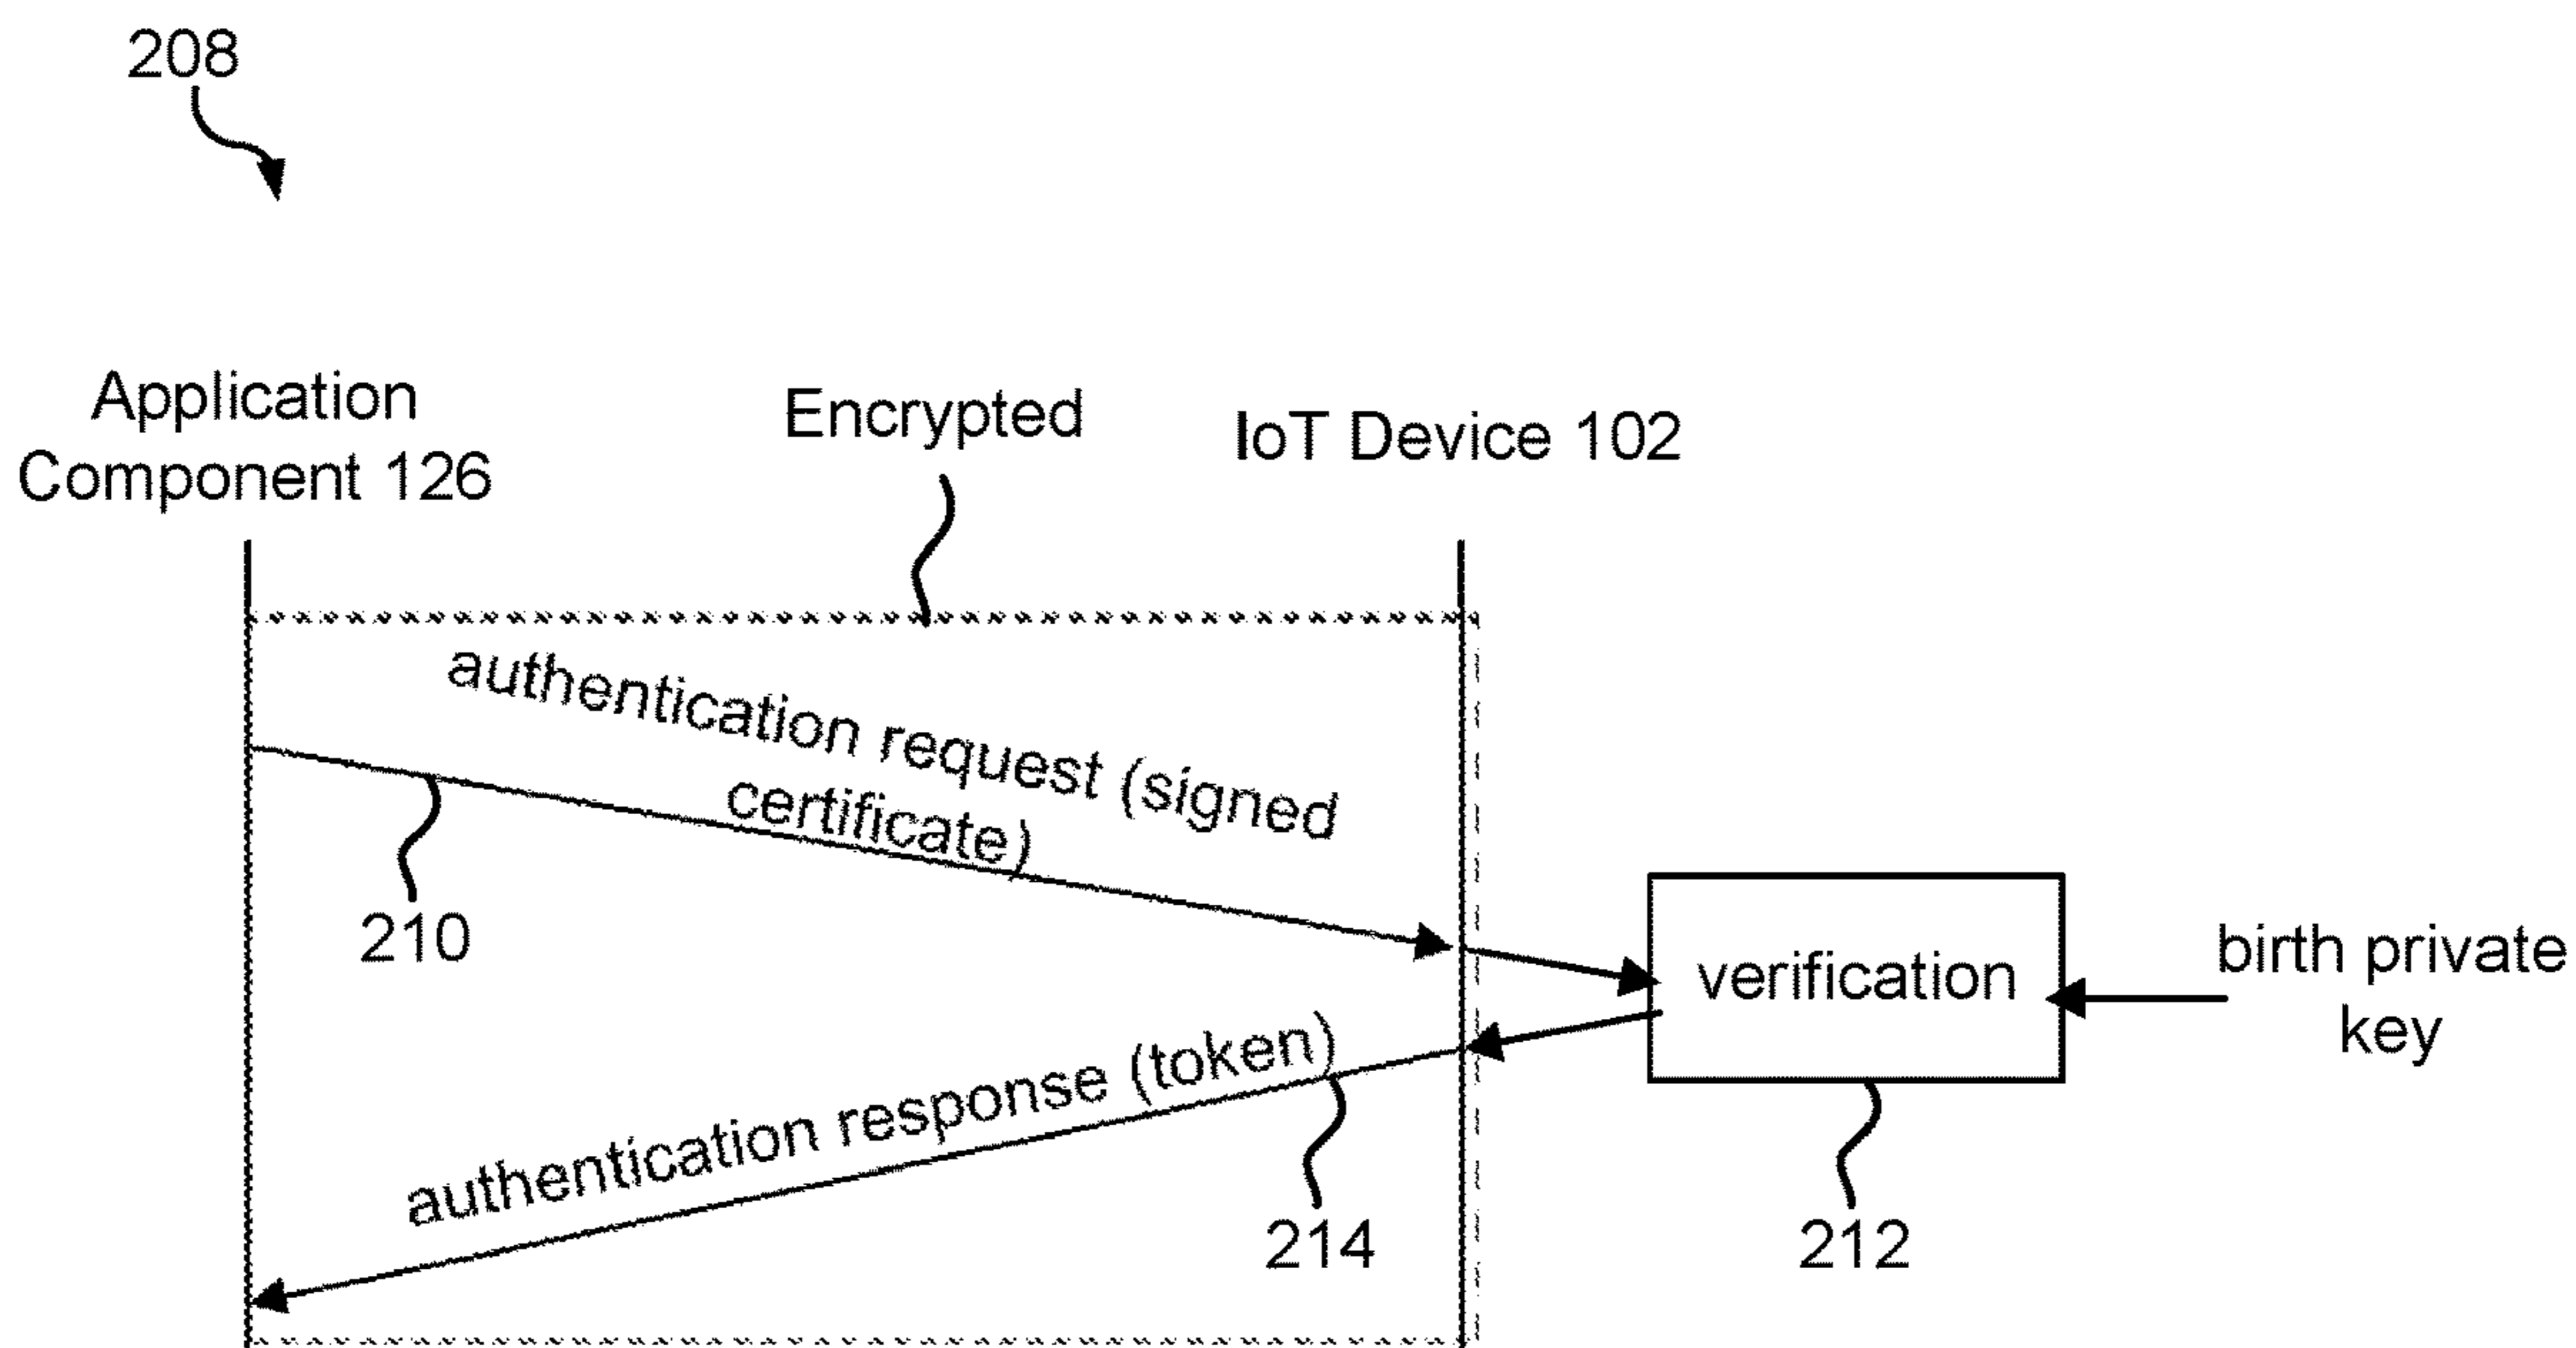 208
Application
Component 126
Encrypted
IoT Device 102
authentication request (signed
certificate)
210
verification
birth private
key
authentication response (token)
214
212